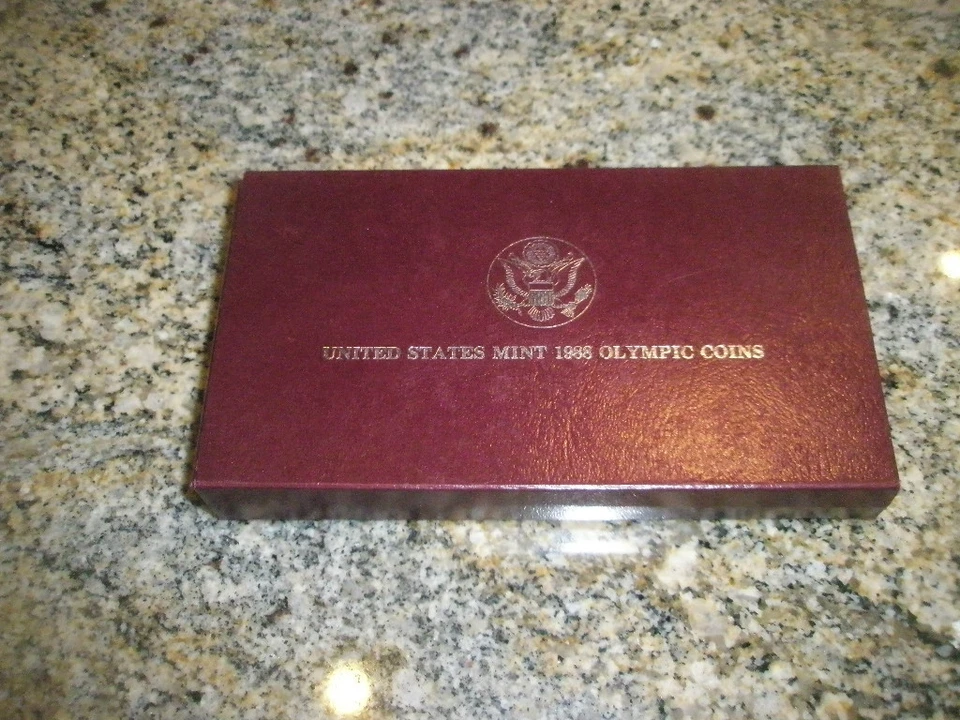 UNITED STATES MINT 1988 OLYMPIC COINS